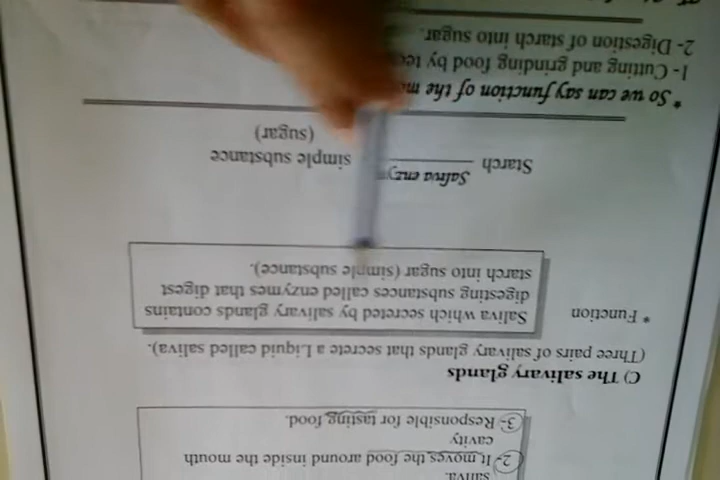 saliva.
2- It moves the food around inside the mouth
cavity
3- Responsible for tasting food.
C) The salivary glands
(Three pairs of salivary glands that secrete a Liquid called saliva).
* Function
Saliva which secreted by salivary glands contains
digesting substances called enzymes that digest
starch into sugar (simple substance).
Starch Saliva simple substance
(sugar)
* So we can say function of the
1- Cutting and grinding food by
2- Digestion of starch into sugar.